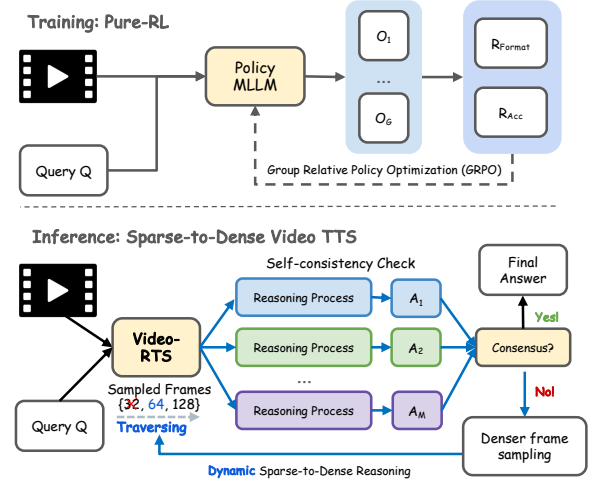 Training: Pure-RL
Policy
MLLM
Query Q
O1
...
OG
RFormat
RAcc
Group Relative Policy Optimization (GRPO)
Inference: Sparse-to-Dense Video TTS
Self-consistency Check
Video-
RTS
Query Q
Sampled Frames
{32, 64, 128}
Traversing
Reasoning Process
A1
Reasoning Process
A2
...
Reasoning Process
AM
Consensus?
Yes!
Final
Answer
No!
Denser frame
sampling
Dynamic Sparse-to-Dense Reasoning